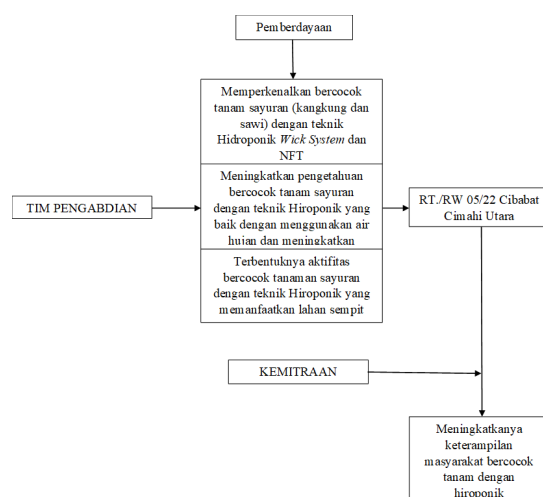 Pemberdayaan
Memperkenalkan bercocok
tanam sayuran (kangkung dan
sawi) dengan teknik
Hidroponik Wick System dan
NFT
TIM PENGABDIAN
Meningkatkan pengetahuan
bercocok tanam sayuran
dengan teknik Hiroponik yang
baik dengan menggunakan air
hujan dan meningkatkan
RT./RW 05/22 Cibabat
Cimahi Utara
Terbentuknya aktifitas
bercocok tanaman sayuran
dengan teknik Hiroponik yang
memanfaatkan lahan sempit
KEMITRAAN
Meningkatkanya
keterampilan
masyarakat bercocok
tanam dengan
hiroponik